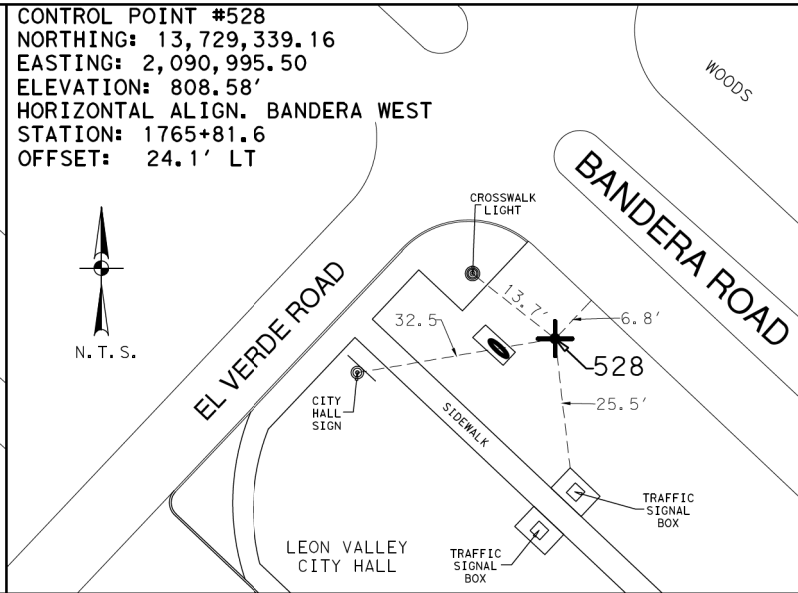 CONTROL POINT #528
NORTHING: 13,729,339.16
EASTING: 2,090,995.50
ELEVATION: 808.58'
HORIZONTAL ALIGN. BANDERA WEST
STATION: 1765+81.6
OFFSET: 24.1' LT
WOODS
BANDERA ROAD
CROSSWALK
LIGHT
N.T.S.
EL VERDE ROAD
13.7'
32.5
6.8'
528
25.5'
CITY
HALL
SIGN
SIDEWALK
TRAFFIC
SIGNAL
BOX
LEON VALLEY
CITY HALL
TRAFFIC
SIGNAL
BOX